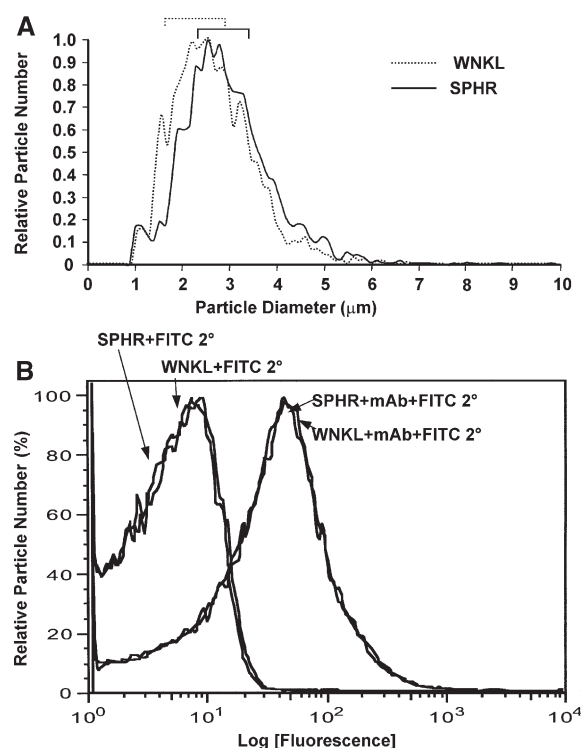 A
1.0
0.9
0.8
0.7
0.6
0.5
0.4
0.3
0.2
0.1
0
Relative Particle Number
WNKL
SPHR
0 1 2 3 4 5 6 7 8 9 10
Particle Diameter (µm)
B
SPHR+FITC 2°
WNKL+FITC 2°
SPHR+mAb+FITC 2°
WNKL+mAb+FITC 2°
100
80
60
40
20
0
Relative Particle Number (%)
10⁰ 10¹ 10² 10³ 10⁴
Log [Fluorescence]